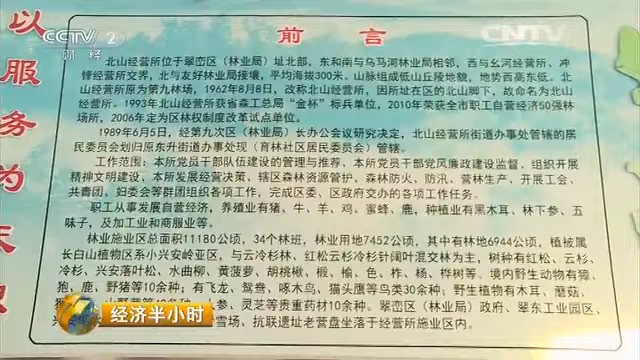 CCTV 2
财经
CNTV
以服务为
前言
北山经营所位于翠峦区（林业局）址北部，东和南与乌马河林业局相邻，西与幺河经营所、冲
锋经营所交界，北与友好林业局接壤，平均海拔300米。山脉组成低山丘陵地貌，地势西高东低。北
山经营所原为第九林场，1962年8月8日，改称北山经营所，因所址在区的北山脚下，故命名为北山
经营所。1993年北山经营所获省森工总局“金杯”标兵单位，2010年荣获全市职工自营经济50强林
场所，2006年定为区林权制度改革试点单位。
1989年6月5日，经第九次区（林业局）长办公会议研究决定，北山经营所街道办事处管辖的居
民委员会划归原东升街道办事处现（育林社区居民委员会）管辖。
工作范围：本所党员干部队伍建设的管理与推荐、本所党员干部党风廉政建设监督、组织开展
精神文明建设、本所发展经营决策、辖区森林资源管护、森林防火、防汛、营林生产、开展工会、
共青团、妇委会等群团组织各项工作，完成区委、区政府交办的各项工作任务。
职工从事发展自营经济，养殖业有猪、牛、羊、鸡、蜜蜂、鹿，种植业有黑木耳、林下参、五
味子，及加工业和商服业等。
林业施业区总面积11180公顷，34个林班，林业用地7452公顷，其中有林地6944公顷，植被属
长白山植物区系小兴安岭亚区，与云冷杉林、红松云杉冷杉针阔叶混交林为主，树种有红松、云杉、
冷杉、兴安落叶松、水曲柳、黄菠萝、胡桃楸、椴、榆、色、柞、杨、桦树等。境内野生动物有獐、
狍、鹿、野猪等10余种；有飞龙、鸳鸯、啄木鸟、猫头鹰等鸟类30余种，野生植物有木耳、蘑菇、
参、灵芝等贵重药材10余种。翠峦区（林业局）政府、翠东工业园区、
雪场、抗联遗址老营盘坐落于经营所施业区内。
经济半小时